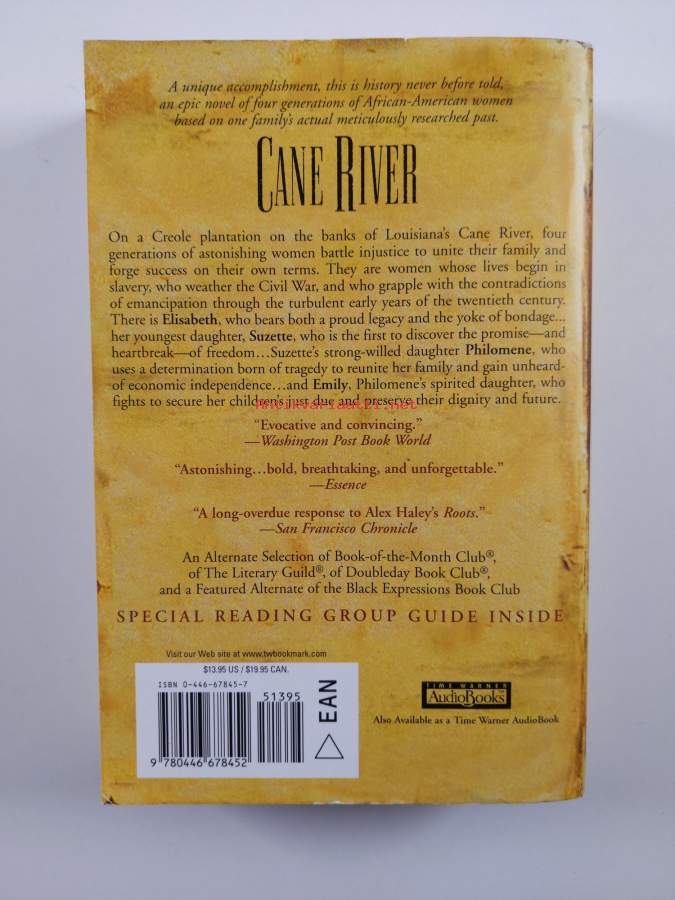 A unique accomplishment, this is history never before told,
an epic novel of four generations of African-American women
based on one family's actual meticulously researched past.
CANE RIVER
On a Creole plantation on the banks of Louisiana's Cane River, four
generations of astonishing women battle injustice to unite their family and
forge success on their own terms. They are women whose lives begin in
slavery, who weather the Civil War, and who grapple with the contradictions
of emancipation through the turbulent early years of the twentieth century.
There is Elisabeth, who bears both a proud legacy and the yoke of bondage...
her youngest daughter, Suzette, who is the first to discover the promise—and
heartbreak—of freedom...Suzette's strong-willed daughter Philomene, who
uses a determination born of tragedy to reunite her family and gain unheard-
of economic independence...and Emily, Philomene's spirited daughter, who
fights to secure her children's just due and preserve their dignity and future.
Antikvariaatti.net
"Evocative and convincing."
—Washington Post Book World
"Astonishing...bold, breathtaking, and unforgettable."
—Essence
"A long-overdue response to Alex Haley's Roots."
—San Francisco Chronicle
An Alternate Selection of Book-of-the-Month Club®,
of The Literary Guild®, of Doubleday Book Club®,
and a Featured Alternate of the Black Expressions Book Club
SPECIAL READING GROUP GUIDE INSIDE
Visit our Web site at www.twbookmark.com
$13.95 US / $19.95 CAN.
ISBN 0-446-67845-7
51395
EAN
9 780446 678452
TIME WARNER
AudioBooks™
Also Available as a Time Warner AudioBook